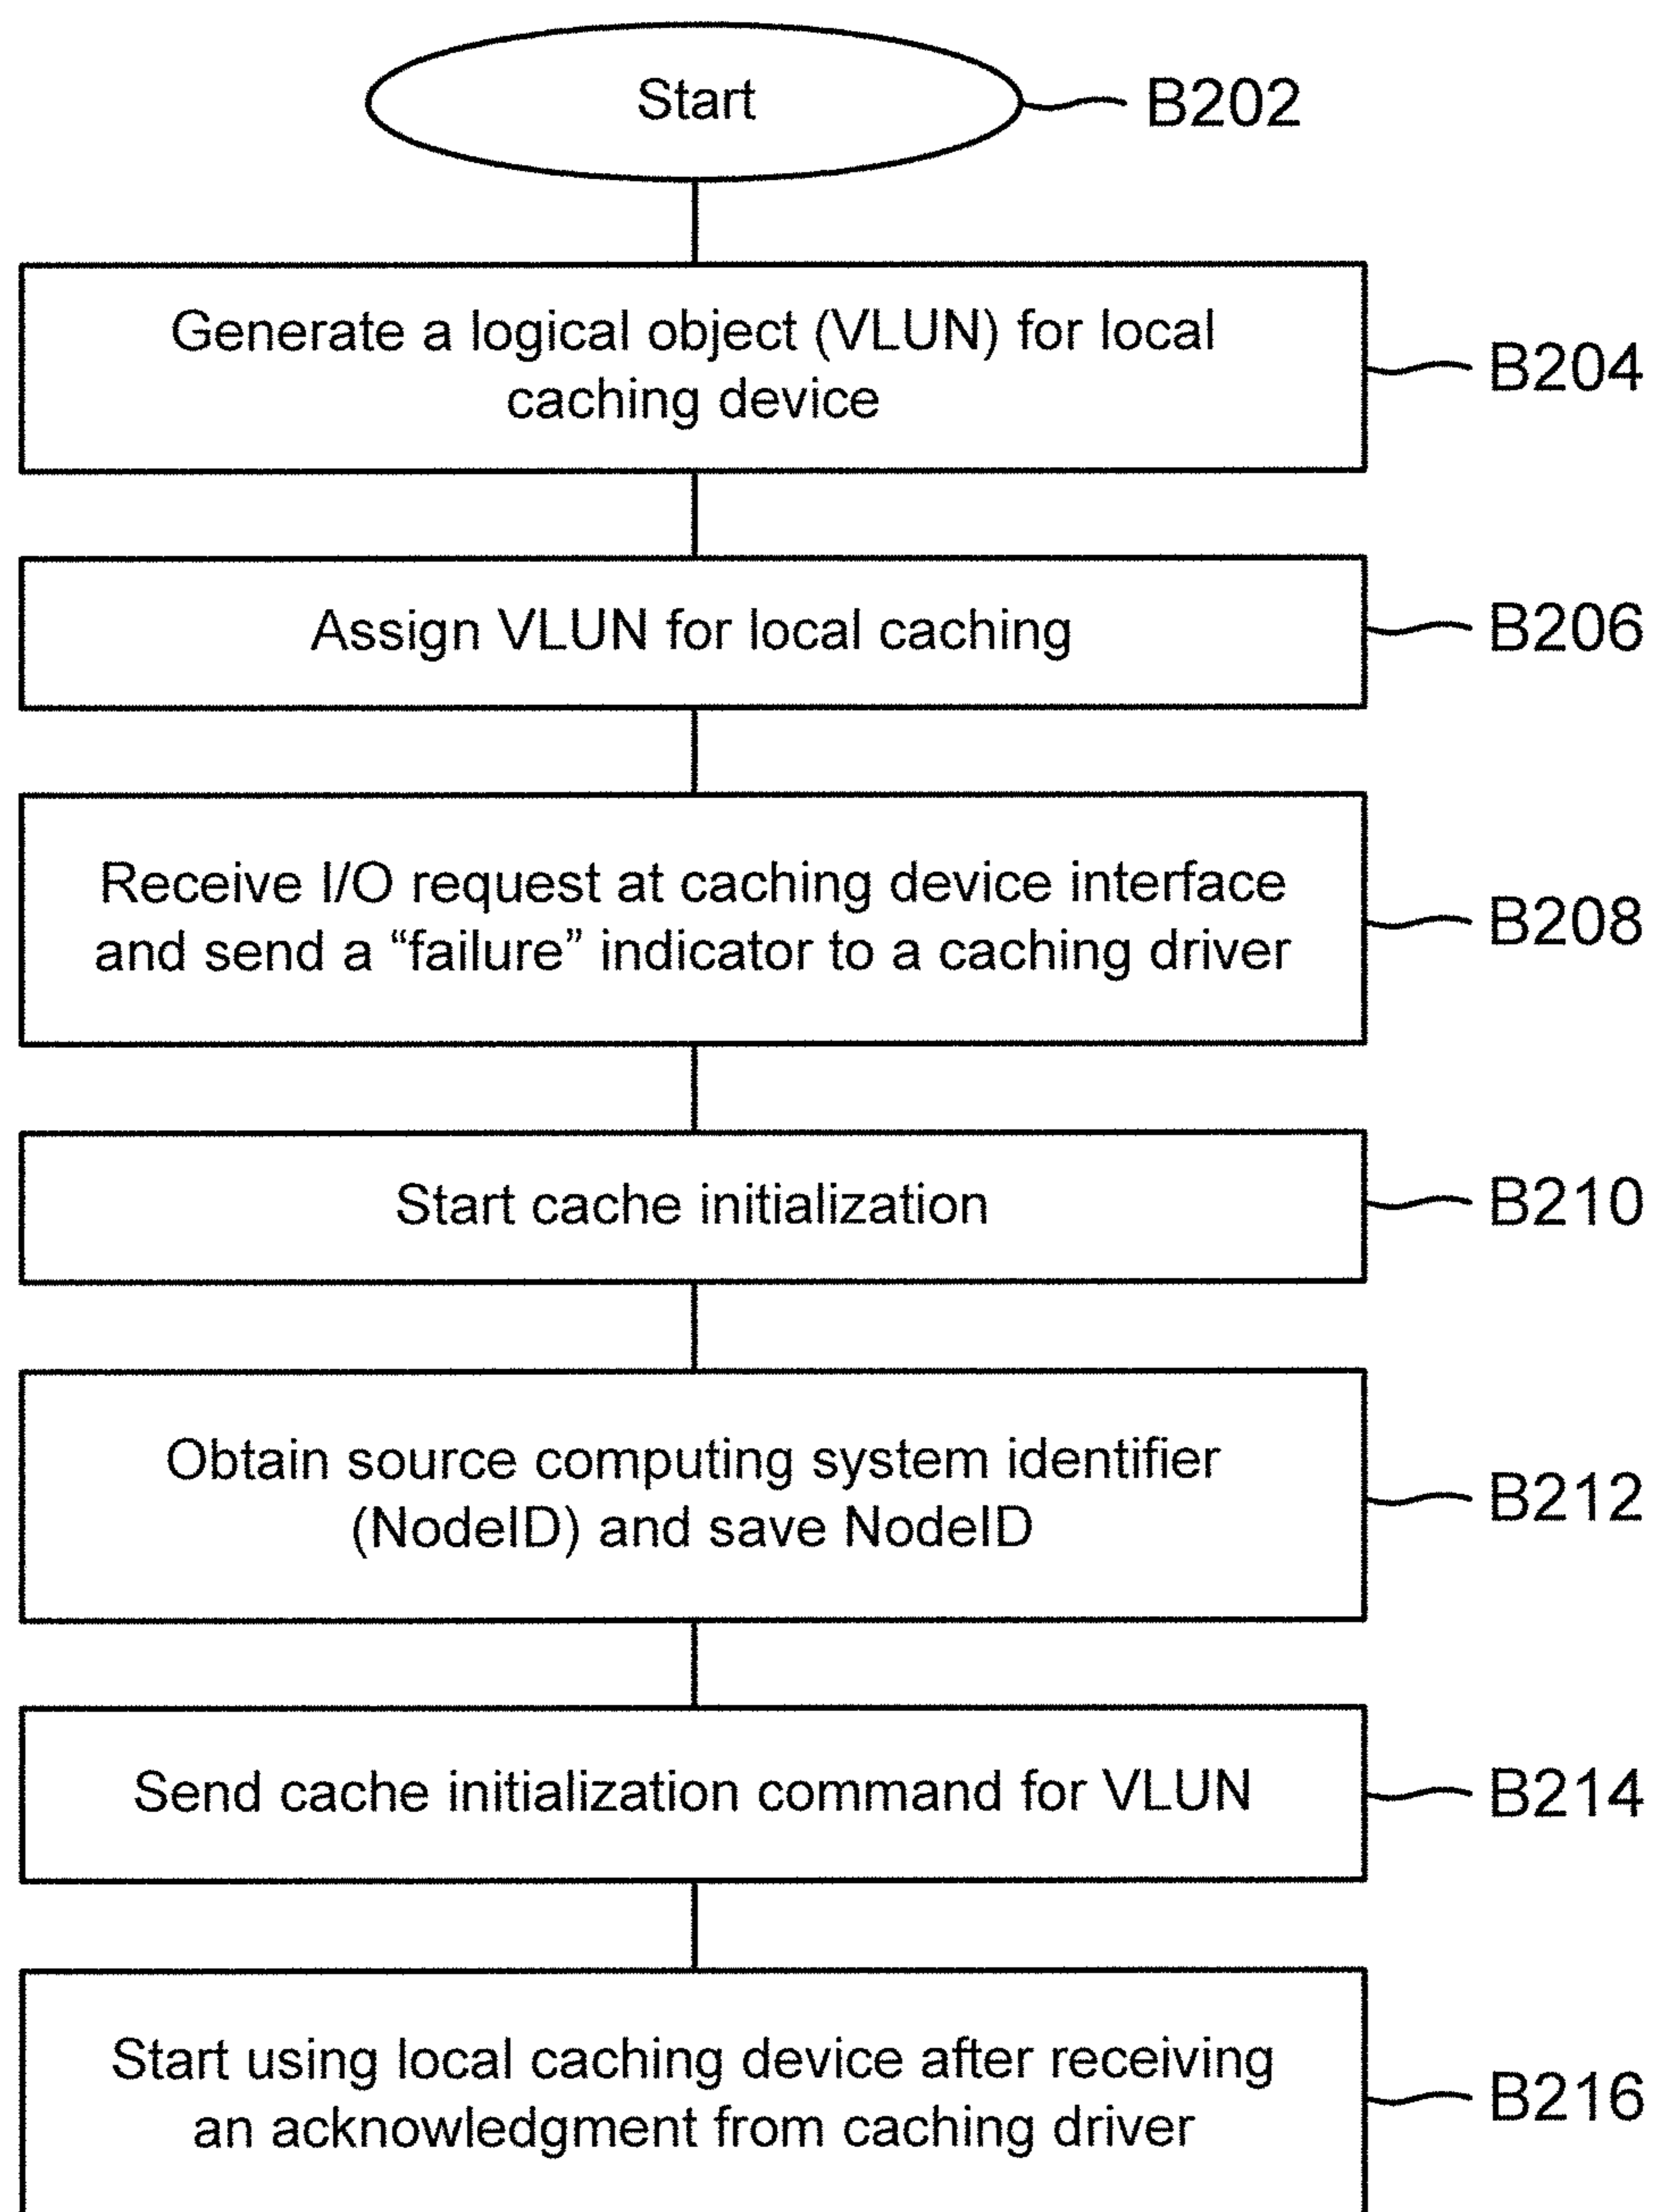 Start
B202
Generate a logical object (VLUN) for local
caching device
B204
Assign VLUN for local caching
B206
Receive I/O request at caching device interface
and send a “failure” indicator to a caching driver
B208
Start cache initialization
B210
Obtain source computing system identifier
(NodeID) and save NodeID
B212
Send cache initialization command for VLUN
B214
Start using local caching device after receiving
an acknowledgment from caching driver
B216